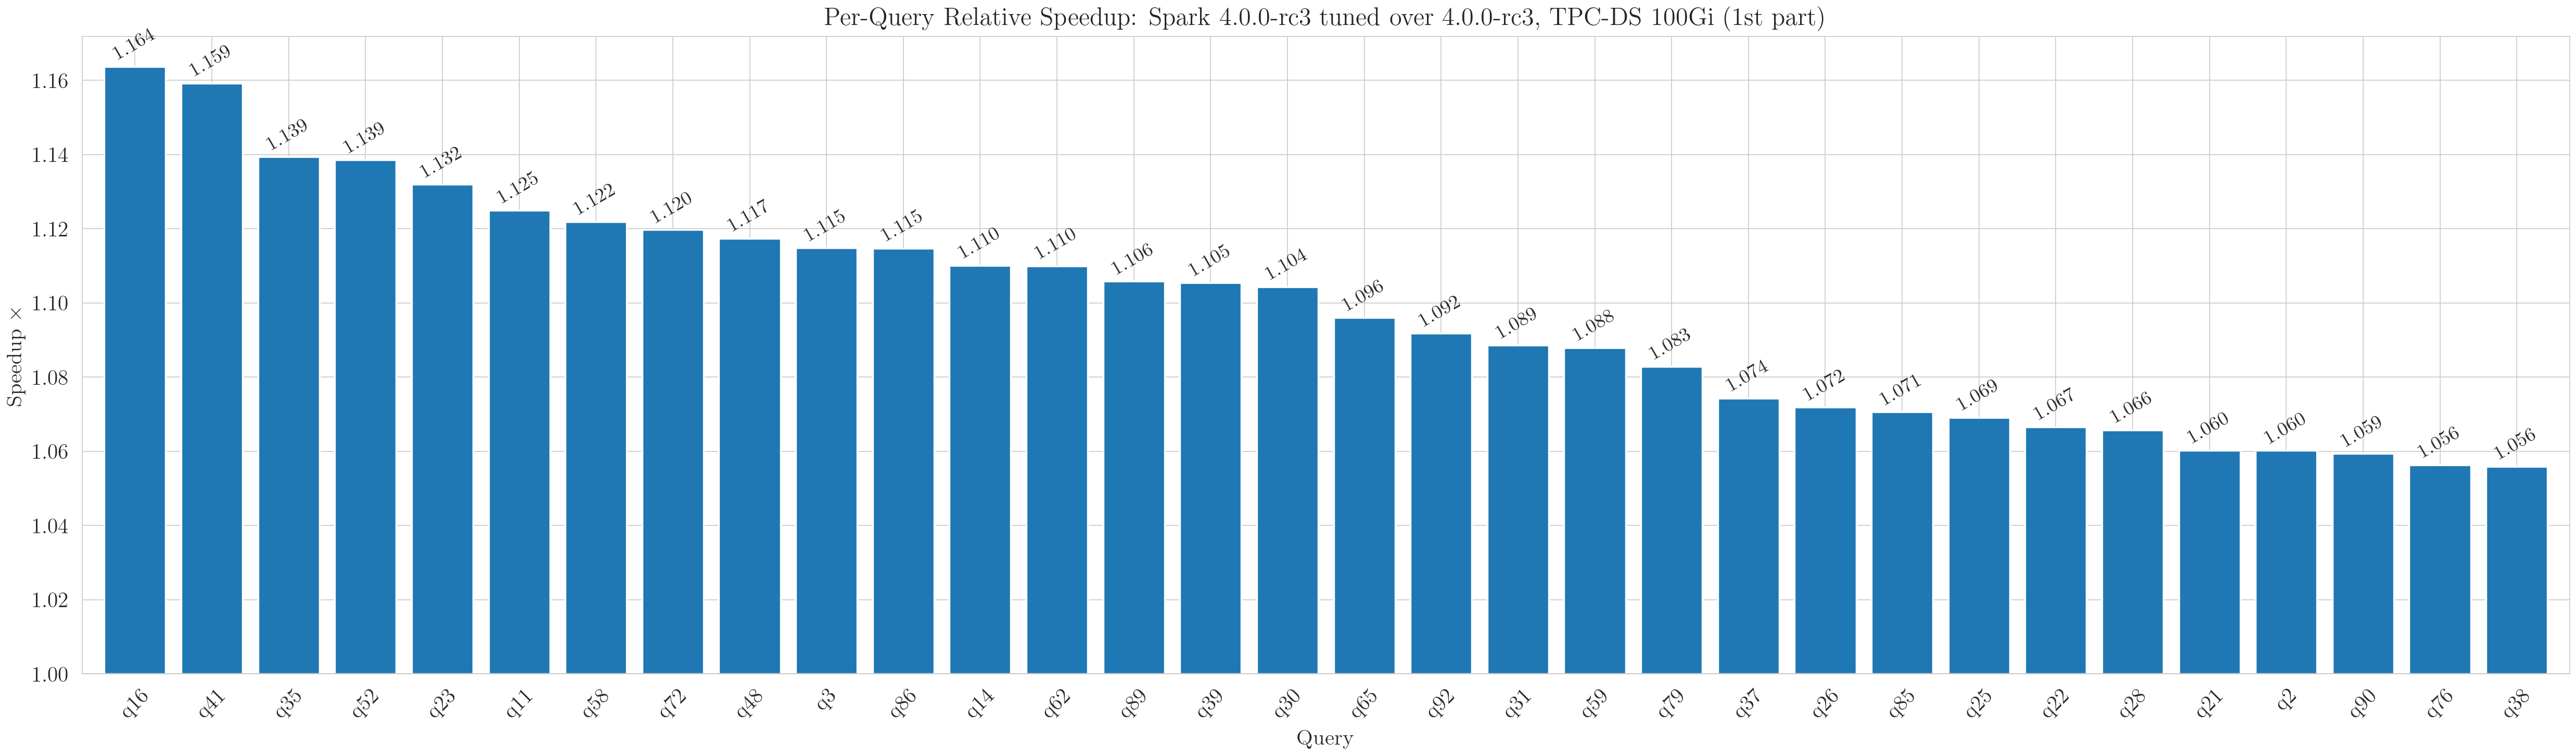 Per-Query Relative Speedup: Spark 4.0.0-rc3 tuned over 4.0.0-rc3, TPC-DS 100Gi (1st part)
Speedup ×
1.16
1.14
1.12
1.10
1.08
1.06
1.04
1.02
1.00
1.164
1.159
1.139
1.139
1.132
1.125
1.122
1.120
1.117
1.115
1.115
1.110
1.110
1.106
1.105
1.104
1.096
1.092
1.089
1.088
1.083
1.074
1.072
1.071
1.069
1.067
1.066
1.060
1.060
1.059
1.056
1.056
q16
q41
q35
q52
q23
q11
q58
q72
q48
q3
q86
q14
q62
q89
q39
q30
q65
q92
q31
q59
q79
q37
q26
q85
q25
q22
q28
q21
q2
q90
q76
q38
Query